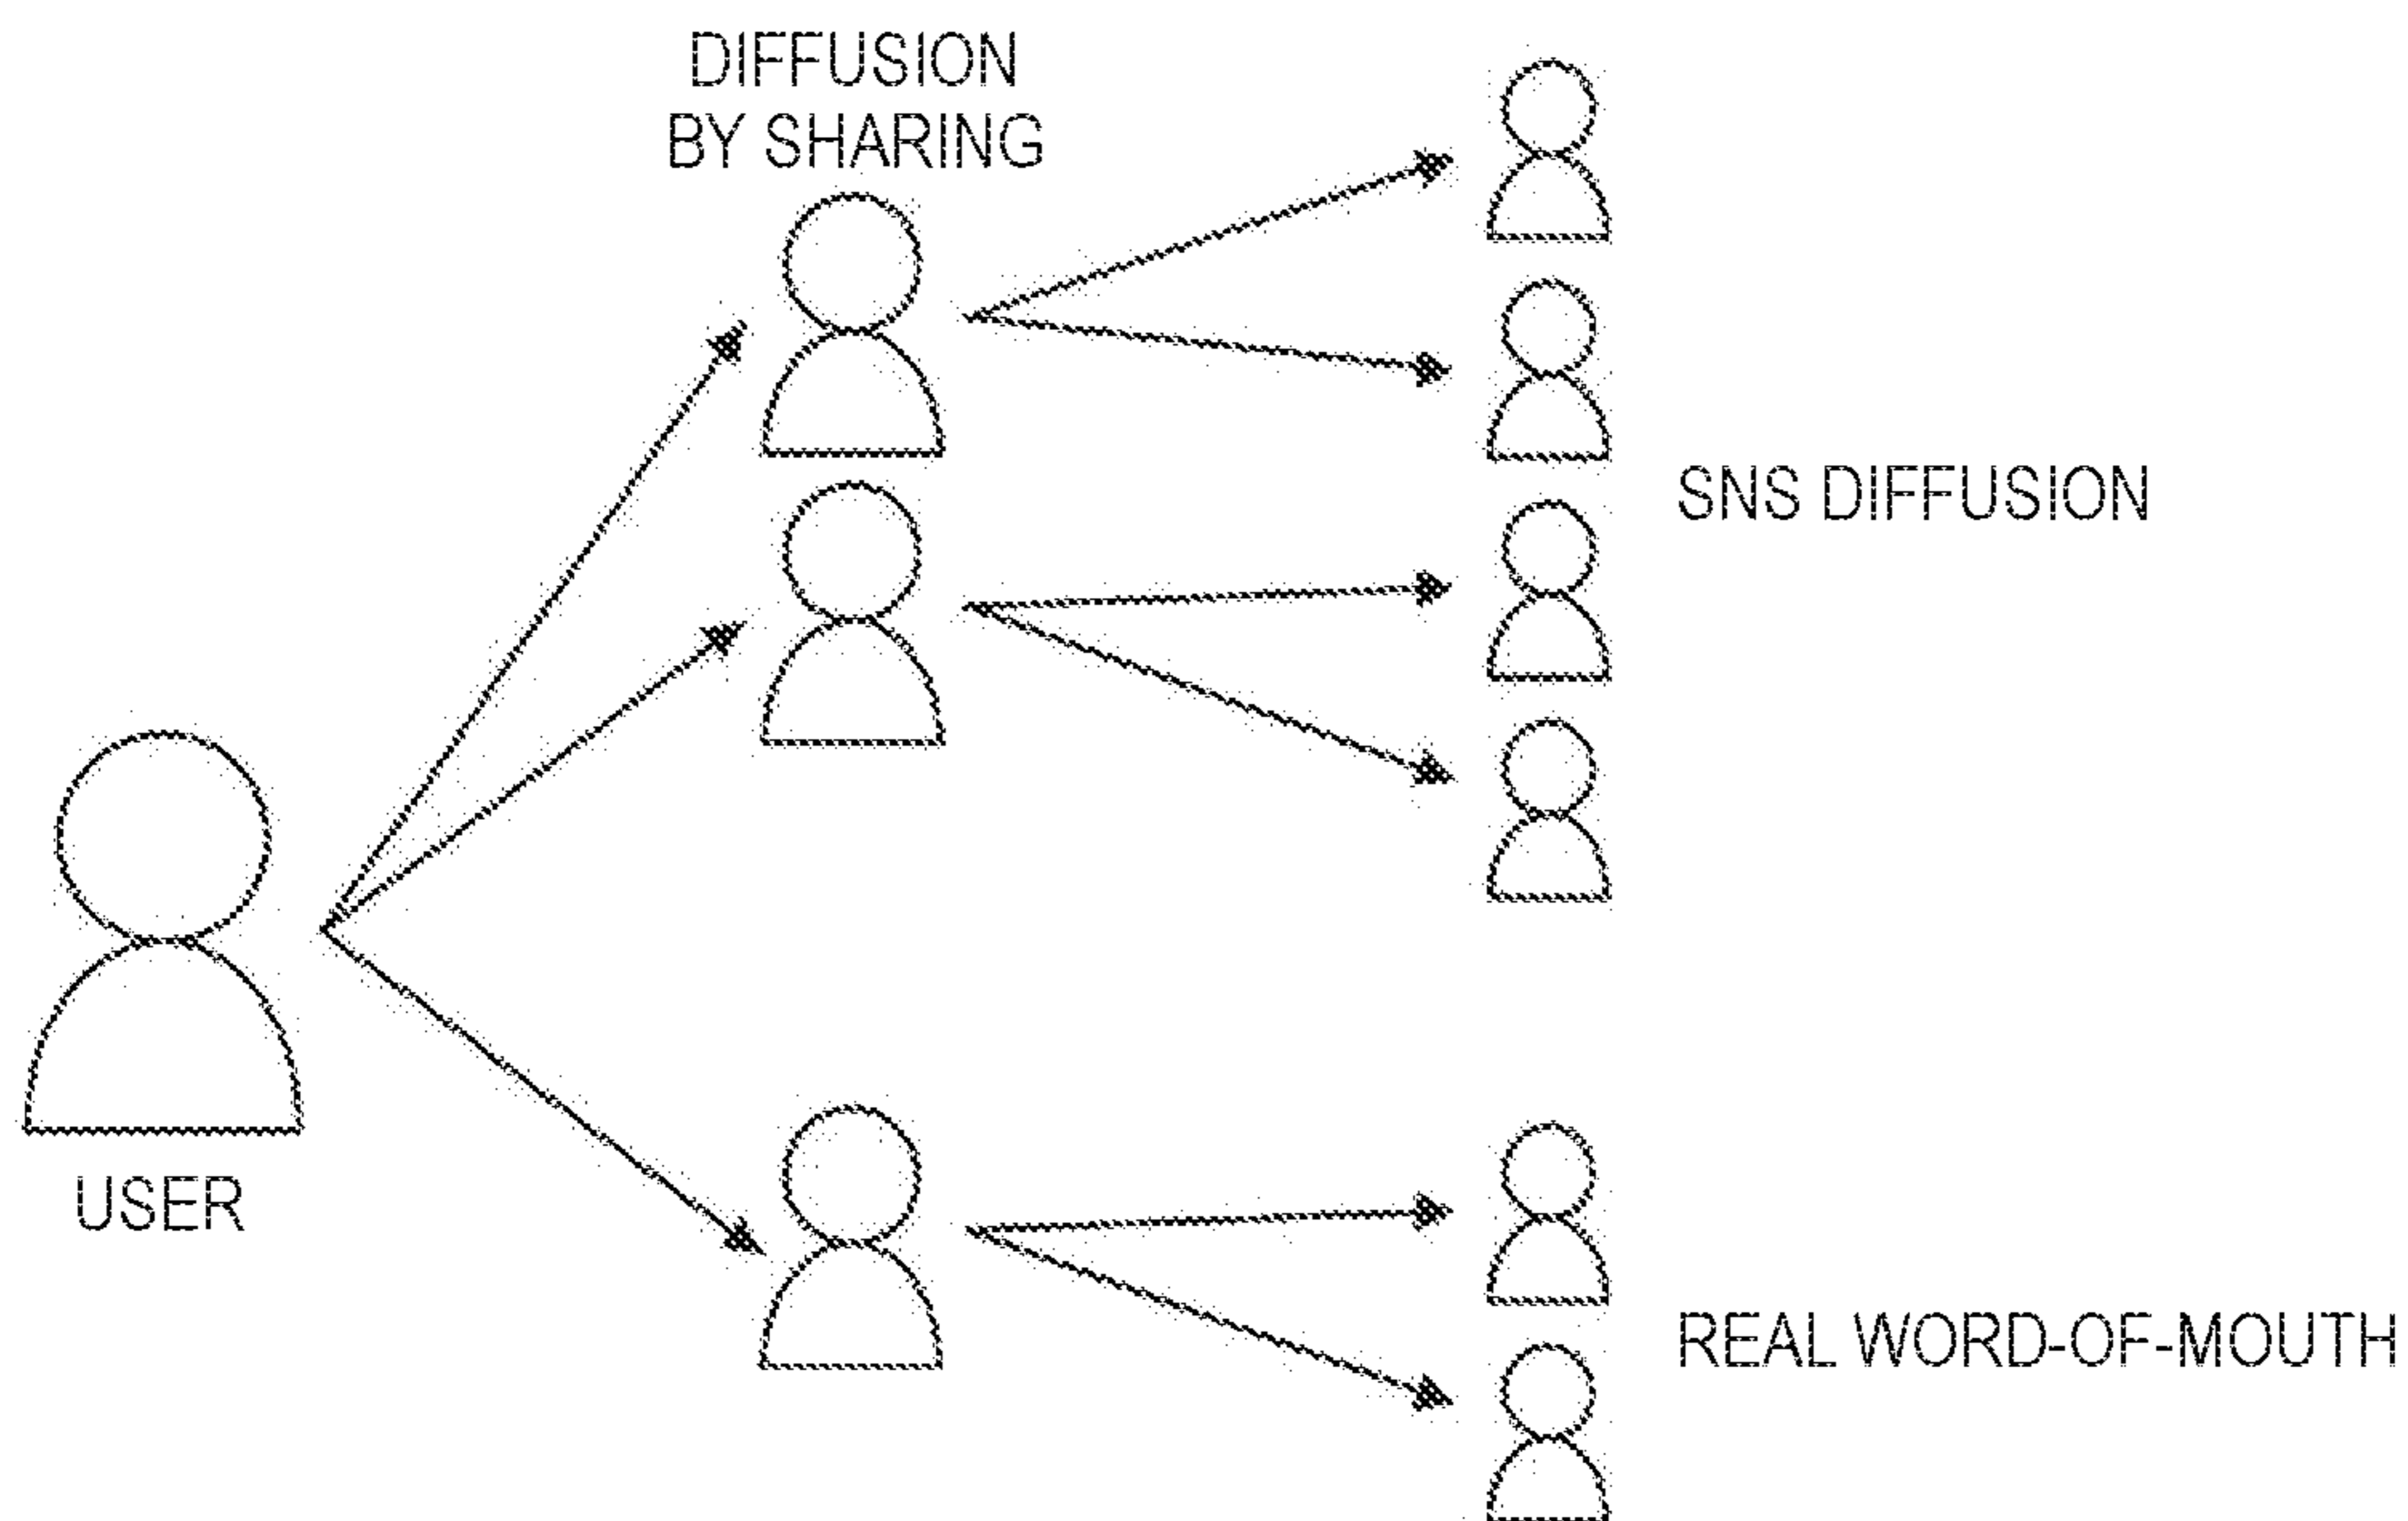 DIFFUSION
BY SHARING
SNS DIFFUSION
USER
REAL WORD-OF-MOUTH